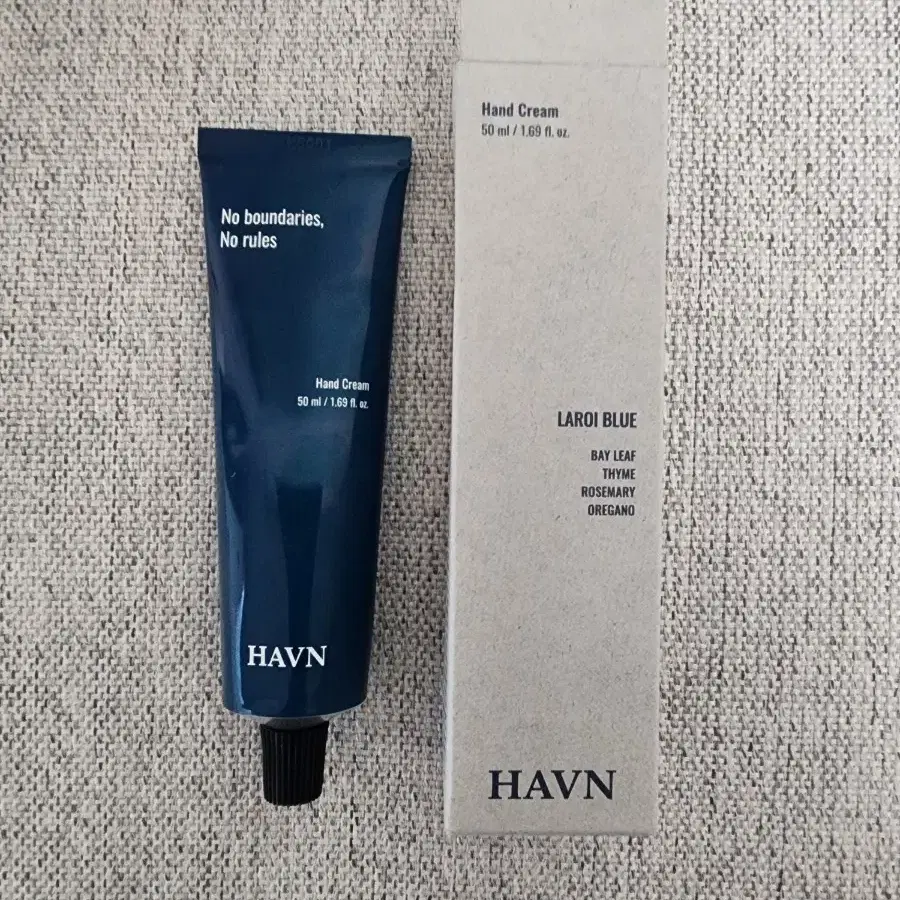 No boundaries,
No rules
Hand Cream
50 ml / 1.69 fl. oz.
HAVN
Hand Cream
50 ml / 1.69 fl. oz.
LAROI BLUE
BAY LEAF
THYME
ROSEMARY
OREGANO
HAVN